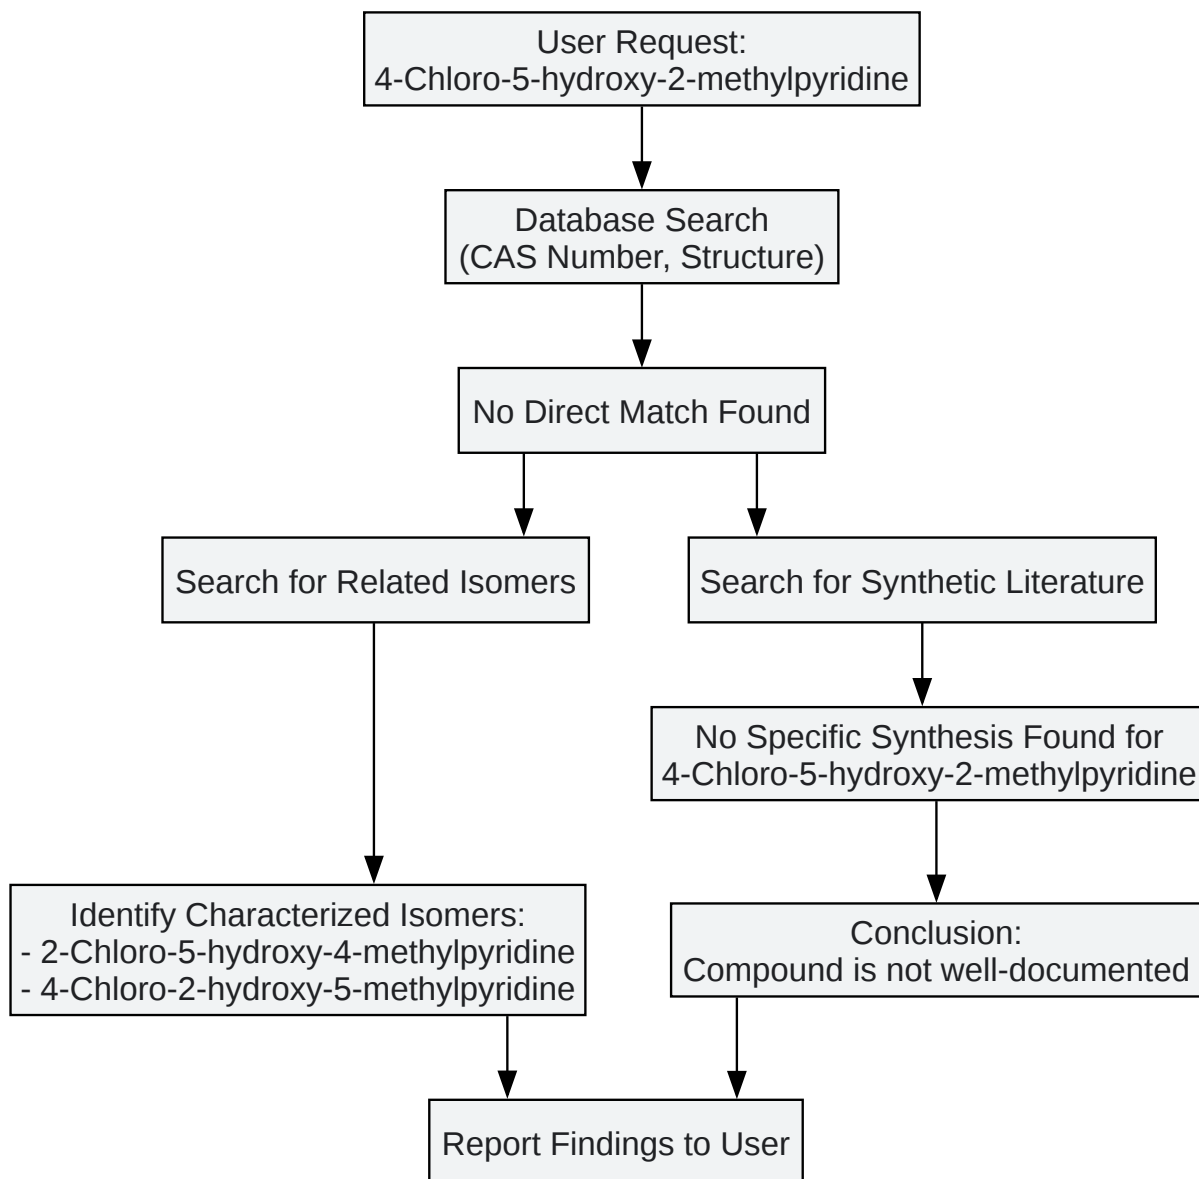 User Request:
4-Chloro-5-hydroxy-2-methylpyridine
Database Search
(CAS Number, Structure)
No Direct Match Found
Search for Related Isomers
Search for Synthetic Literature
No Specific Synthesis Found for
4-Chloro-5-hydroxy-2-methylpyridine
Identify Characterized Isomers:
- 2-Chloro-5-hydroxy-4-methylpyridine
- 4-Chloro-2-hydroxy-5-methylpyridine
Conclusion:
Compound is not well-documented
Report Findings to User